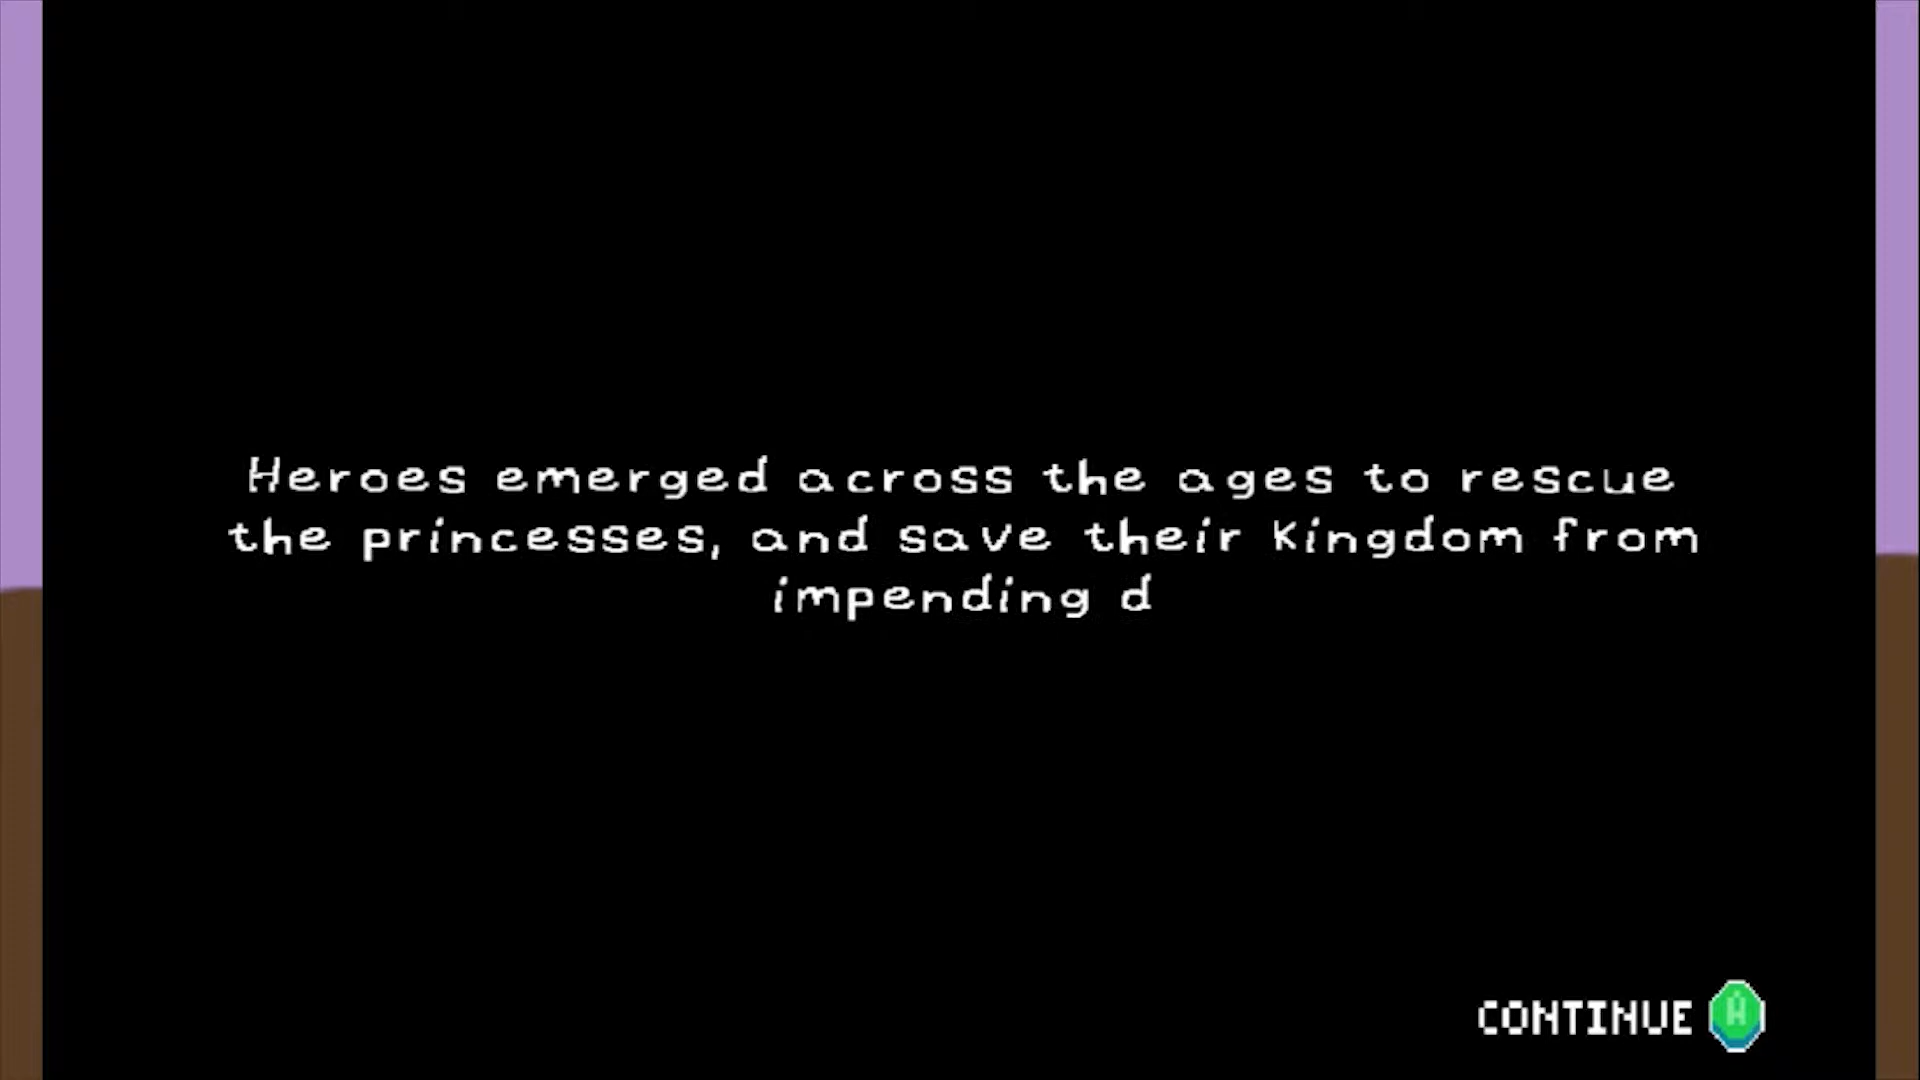 Heroes emerged across the ages to rescue
the princesses, and save their Kingdom from
impending d
CONTINUE A